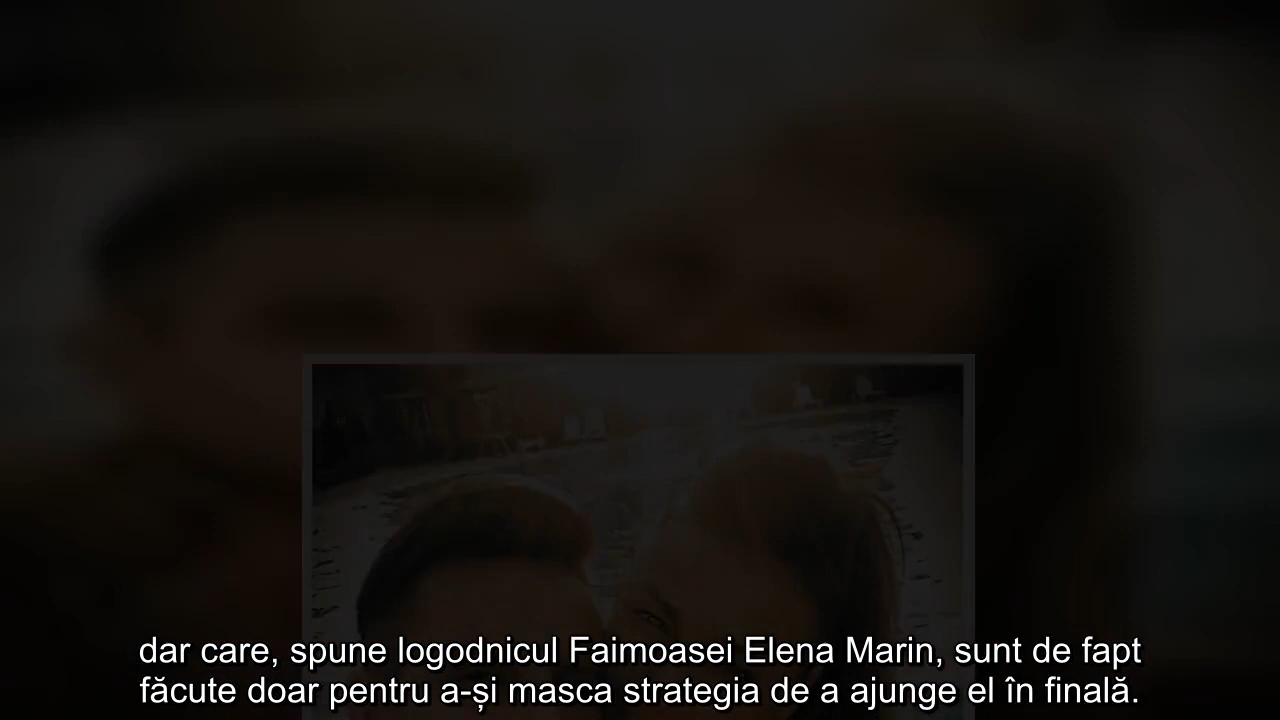 dar care, spune logodnicul Faimoasei Elena Marin, sunt de fapt
făcute doar pentru a-și masca strategia de a ajunge el în finală.